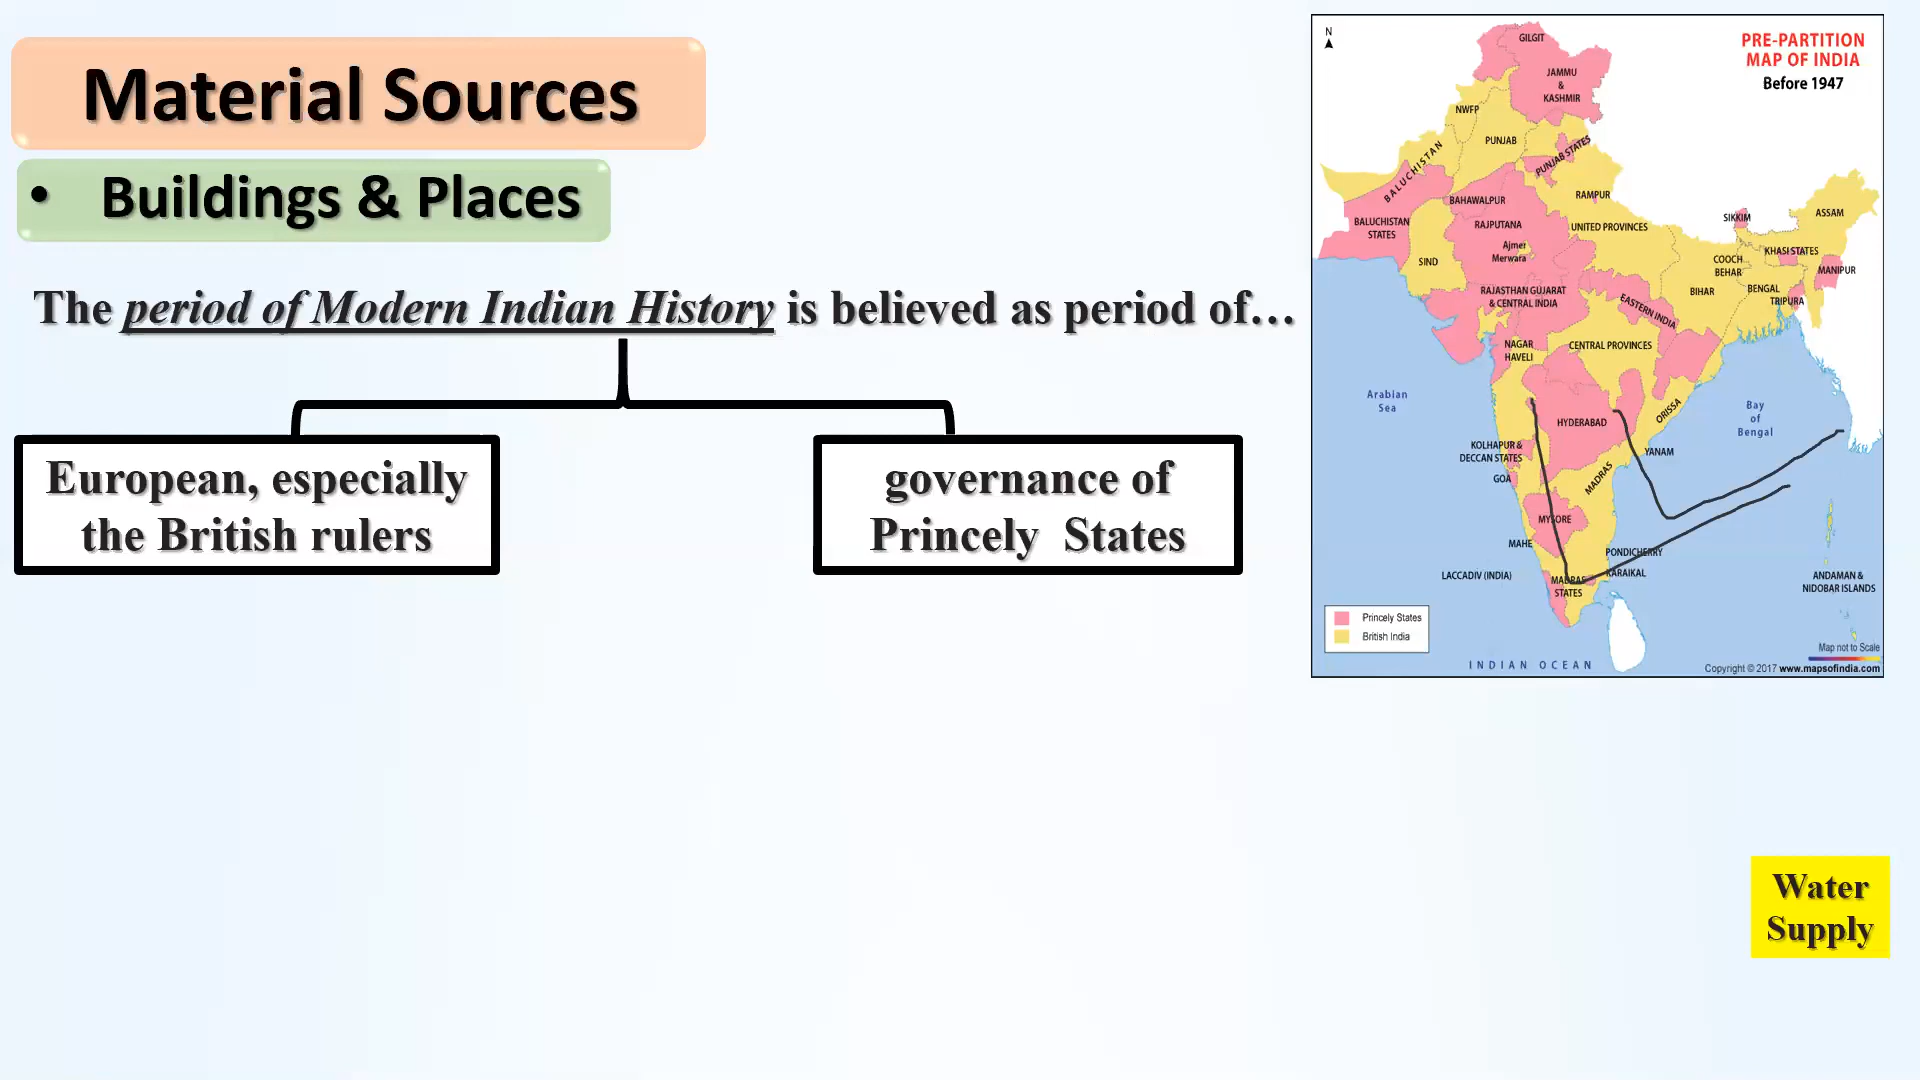 Material Sources
• Buildings & Places
The period of Modern Indian History is believed as period of...
European, especially
the British rulers
governance of
Princely States
N
PRE-PARTITION
MAP OF INDIA
Before 1947
GILGIT
JAMMU
&
KASHMIR
NWFP
PUNJAB
PUNJAB STATES
BALUCHISTAN
BAHAWALPUR
RAMPUR
BALUCHISTAN
STATES
RAJPUTANA
UNITED PROVINCES
SIKKIM
ASSAM
Ajmer
Merwara
SIND
KHASI STATES
COOCH
BEHAR
MANIPUR
RAJASTHAN GUJARAT
& CENTRAL INDIA
EASTERN INDIA
BIHAR
BENGAL
TRIPURA
NAGAR
HAVELI
CENTRAL PROVINCES
Arabian
Sea
Bay
of
Bengal
ORISSA
HYDERABAD
KOLHAPUR &
DECCAN STATES
YANAM
GOA
MADRAS
MYSORE
MAHE
PONDICHERRY
KARAIKAL
LACCADIV (INDIA)
MADRAS
STATES
ANDAMAN &
NIDOBAR ISLANDS
Princely States
British India
Map not to Scale
INDIAN OCEAN
Copyright © 2017 www.mapsofindia.com
Water
Supply